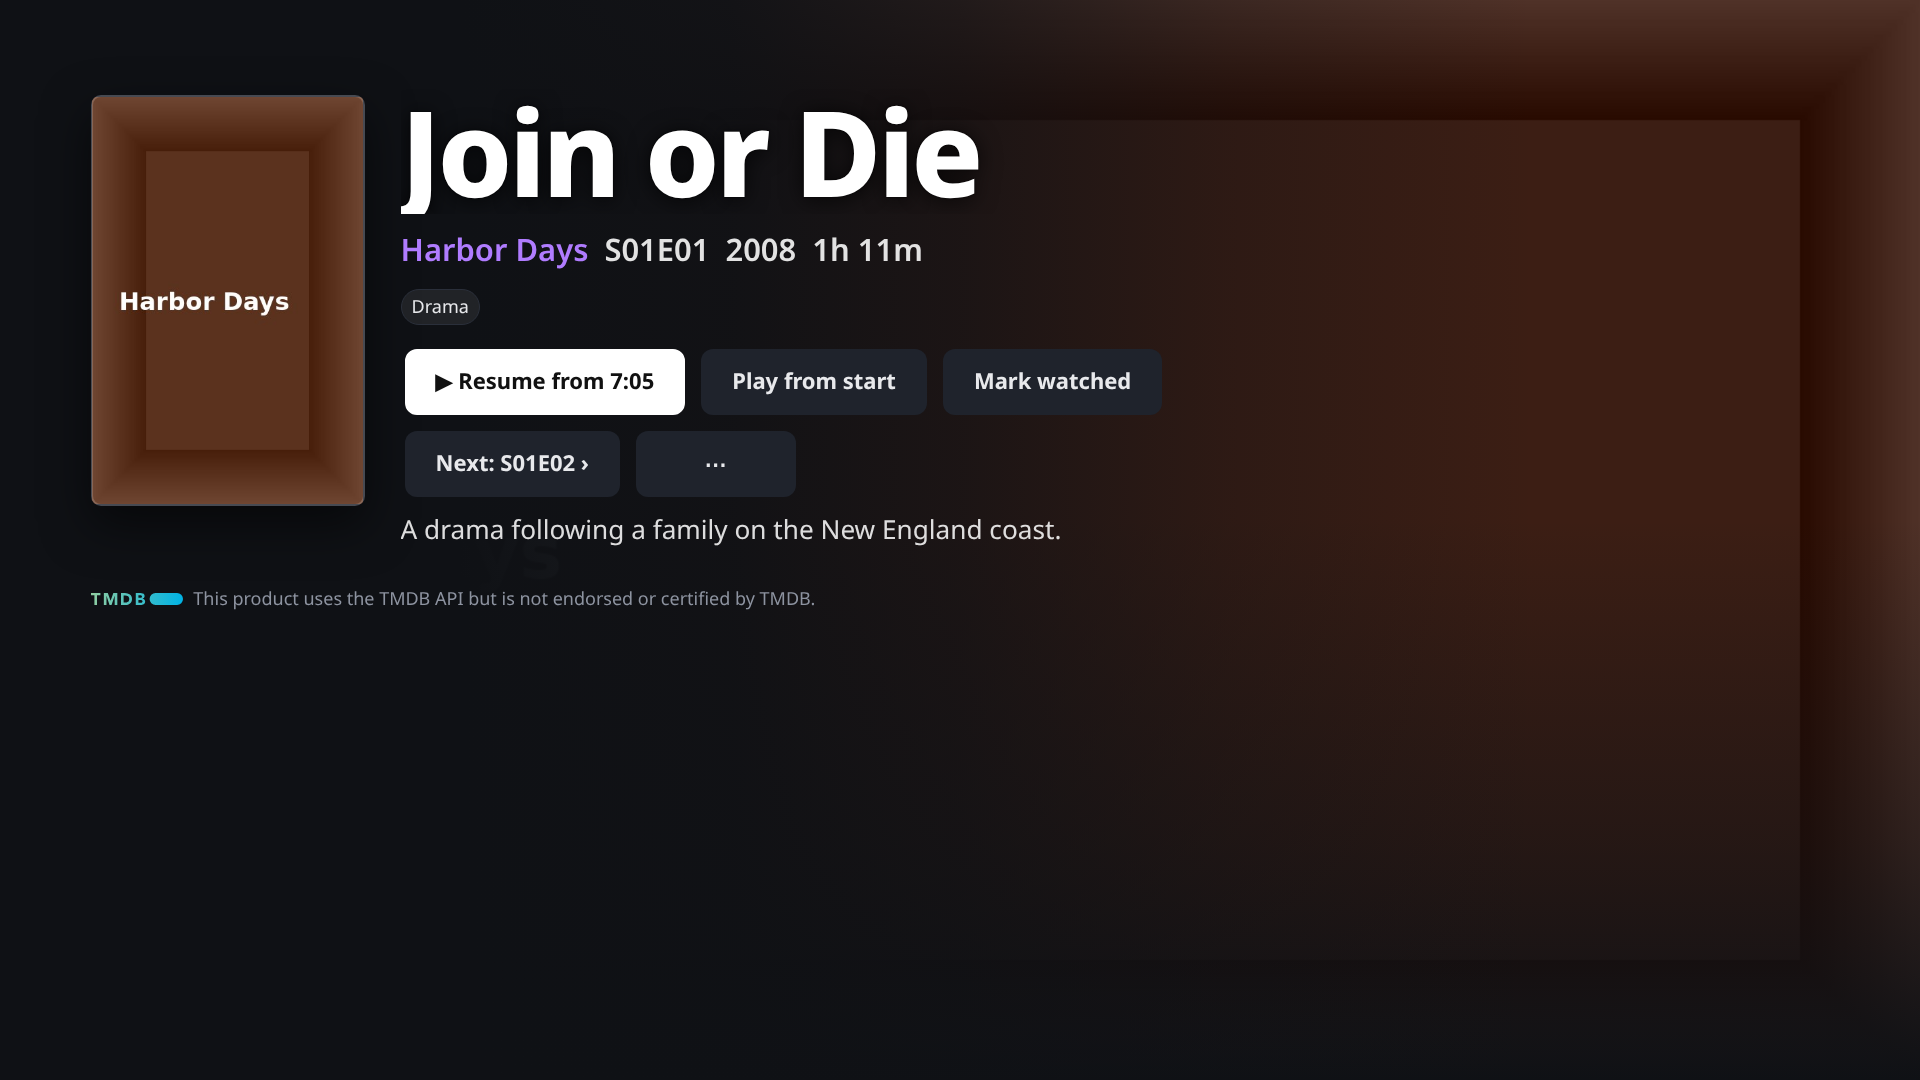 Harbor Days
Join or Die
Harbor Days S01E01 2008 1h 11m
Drama
▶ Resume from 7:05
Play from start
Mark watched
Next: S01E02 ›
...
A drama following a family on the New England coast.
TMDB This product uses the TMDB API but is not endorsed or certified by TMDB.